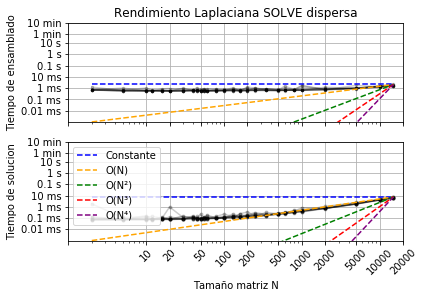 Rendimiento Laplaciana SOLVE dispersa
Tiempo de ensamblado
10 min
1 min
10 s
1 s
0.1 s
10 ms
1 ms
0.1 ms
0.01 ms
Tiempo de solucion
10 min
1 min
10 s
1 s
0.1 s
10 ms
1 ms
0.1 ms
0.01 ms
Constante
O(N)
O(N²)
O(N³)
O(N⁴)
10
20
50
100
200
500
1000
2000
5000
10000
20000
Tamaño matriz N